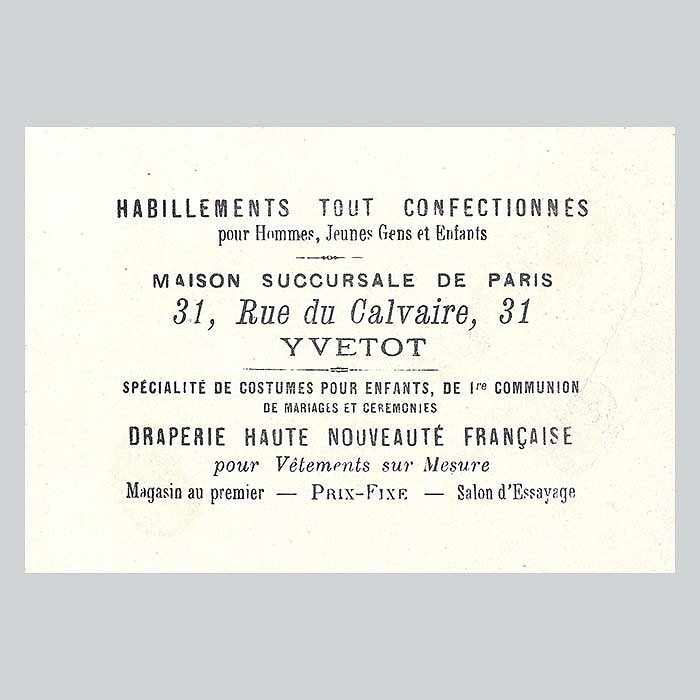 HABILLEMENTS TOUT CONFECTIONNÉS
pour Hommes, Jeunes Gens et Enfants
MAISON SUCCURSALE DE PARIS
31, Rue du Calvaire, 31
YVETOT
SPÉCIALITÉ DE COSTUMES POUR ENFANTS, DE 1re COMMUNION
DE MARIAGES ET CEREMONIES
DRAPERIE HAUTE NOUVEAUTÉ FRANÇAISE
pour Vêtements sur Mesure
Magasin au premier — PRIX-FIXE — Salon d'Essayage